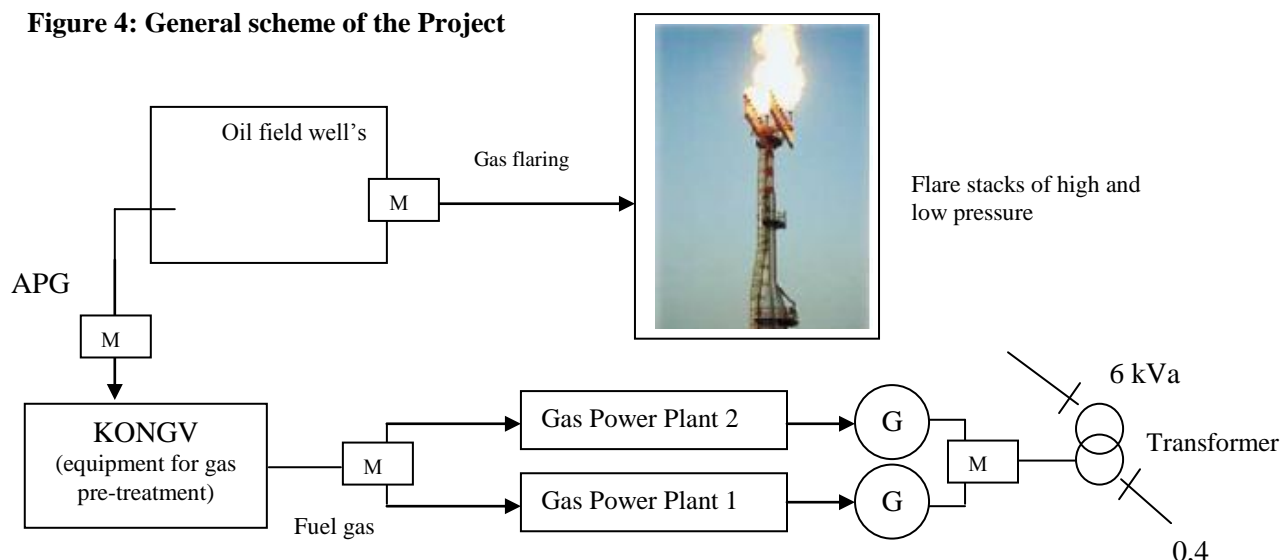 Figure 4: General scheme of the Project
Oil field well's
M
Gas flaring
Flare stacks of high and
low pressure
APG
M
KONGV
(equipment for gas
pre-treatment)
Fuel gas
M
Gas Power Plant 2
Gas Power Plant 1
G
G
M
6 kVa
Transformer
0.4